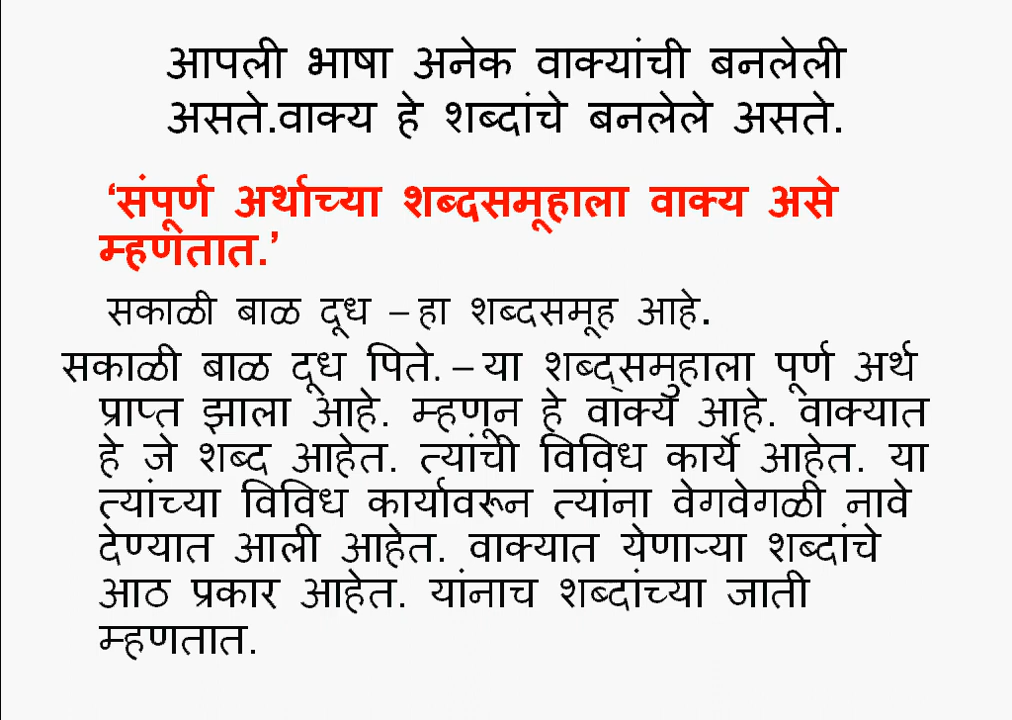 आपली भाषा अनेक वाक्यांची बनलेली
असते.वाक्य हे शब्दांचे बनलेले असते.
‘संपूर्ण अर्थाच्या शब्दसमूहाला वाक्य असे
म्हणतात.’
सकाळी बाळ दूध – हा शब्दसमूह आहे.
सकाळी बाळ दूध पिते. – या शब्द्समुहाला पूर्ण अर्थ
प्राप्त झाला आहे. म्हणून हे वाक्य आहे. वाक्यात
हे जे शब्द आहेत. त्यांची विविध कार्ये आहेत. या
त्यांच्या विविध कार्यावरून त्यांना वेगवेगळी नावे
देण्यात आली आहेत. वाक्यात येणाऱ्या शब्दांचे
आठ प्रकार आहेत. यांनाच शब्दांच्या जाती
म्हणतात.